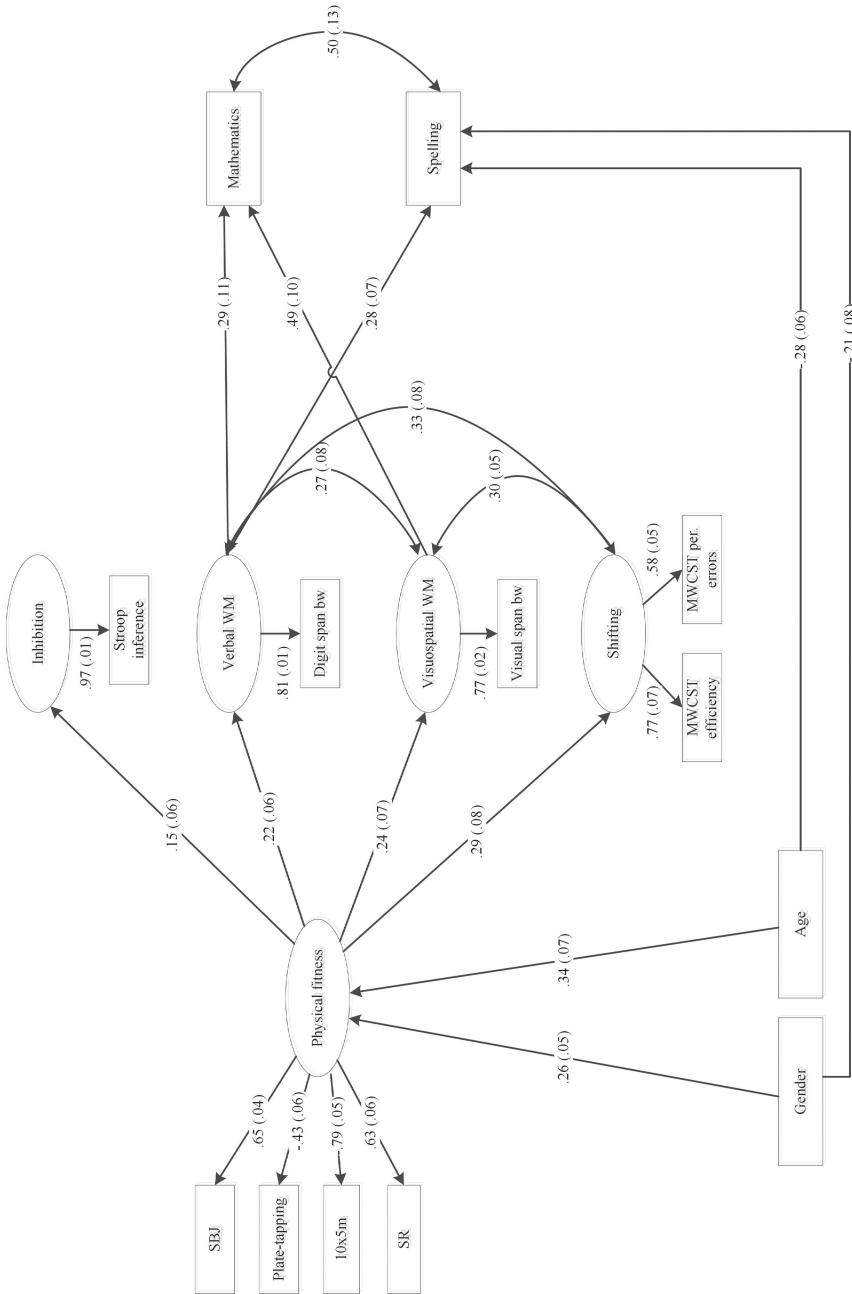 Inhibition
.97 (.01)
Stroop
inference
.15 (.06)
Mathematics
SBJ
.65 (.04)
.22 (.06)
Verbal WM
.29 (.11)
.81 (.01)
Digit span bw
Plate-tapping
-.43 (.06)
Physical fitness
.49 (.10)
.27 (.08)
.50 (.13)
10x5m
-.79 (.05)
.24 (.07)
Visuospatial WM
.28 (.07)
.33 (.08)
Spelling
SR
.63 (.06)
.77 (.02)
Visual span bw
.29 (.08)
.30 (.05)
Shifting
.77 (.07)
.58 (.05)
MWCST
efficiency
MWCST per.
errors
.26 (.05)
.34 (.07)
Gender
Age
-.28 (.06)
-.21 (.08)